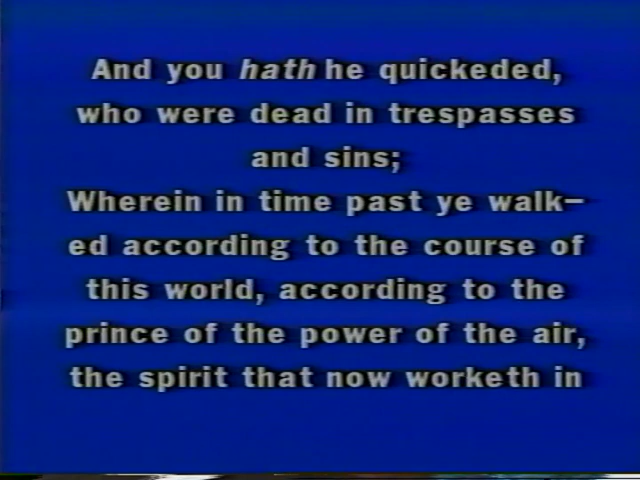 And you hath he quickeded,
who were dead in trespasses
and sins;
Wherein in time past ye walk–
ed according to the course of
this world, according to the
prince of the power of the air,
the spirit that now worketh in